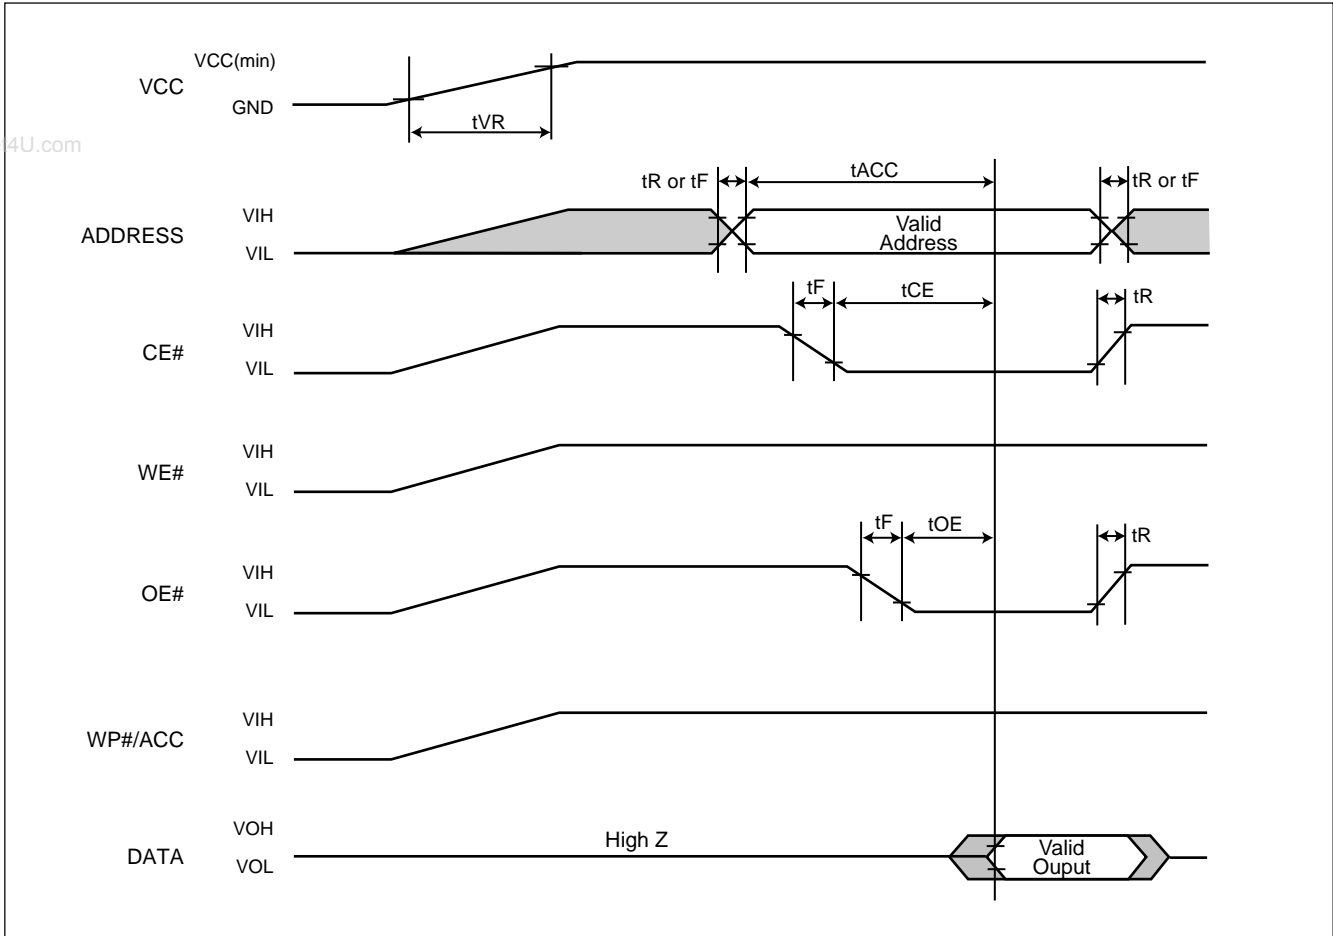 VCC(min)
VCC
GND
tVR
t4U.com
tR or tF
tACC
tR or tF
VIH
ADDRESS
VIL
Valid
Address
tF
tCE
tR
VIH
CE#
VIL
VIH
WE#
VIL
tF
tOE
tR
VIH
OE#
VIL
VIH
WP#/ACC
VIL
VOH
High Z
DATA
VOL
Valid
Ouput